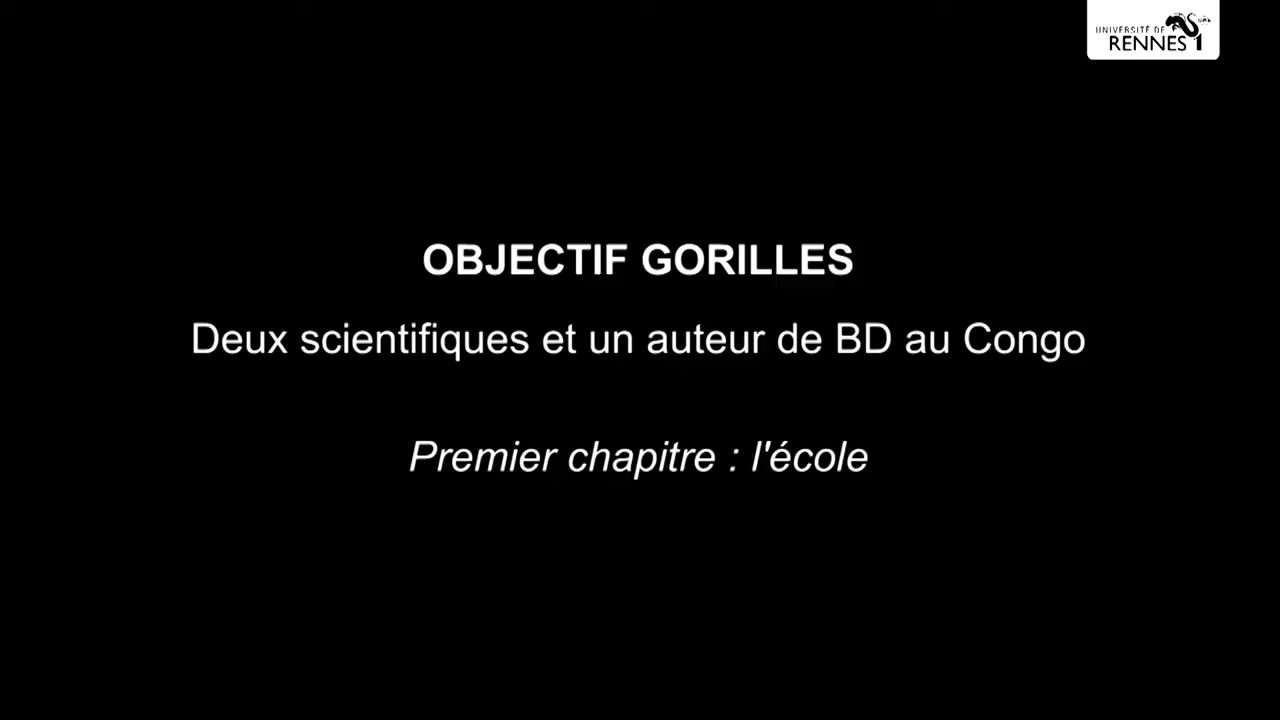 UNIVERSITÉ DE
RENNES 1
OBJECTIF GORILLES
Deux scientifiques et un auteur de BD au Congo
Premier chapitre : l'école